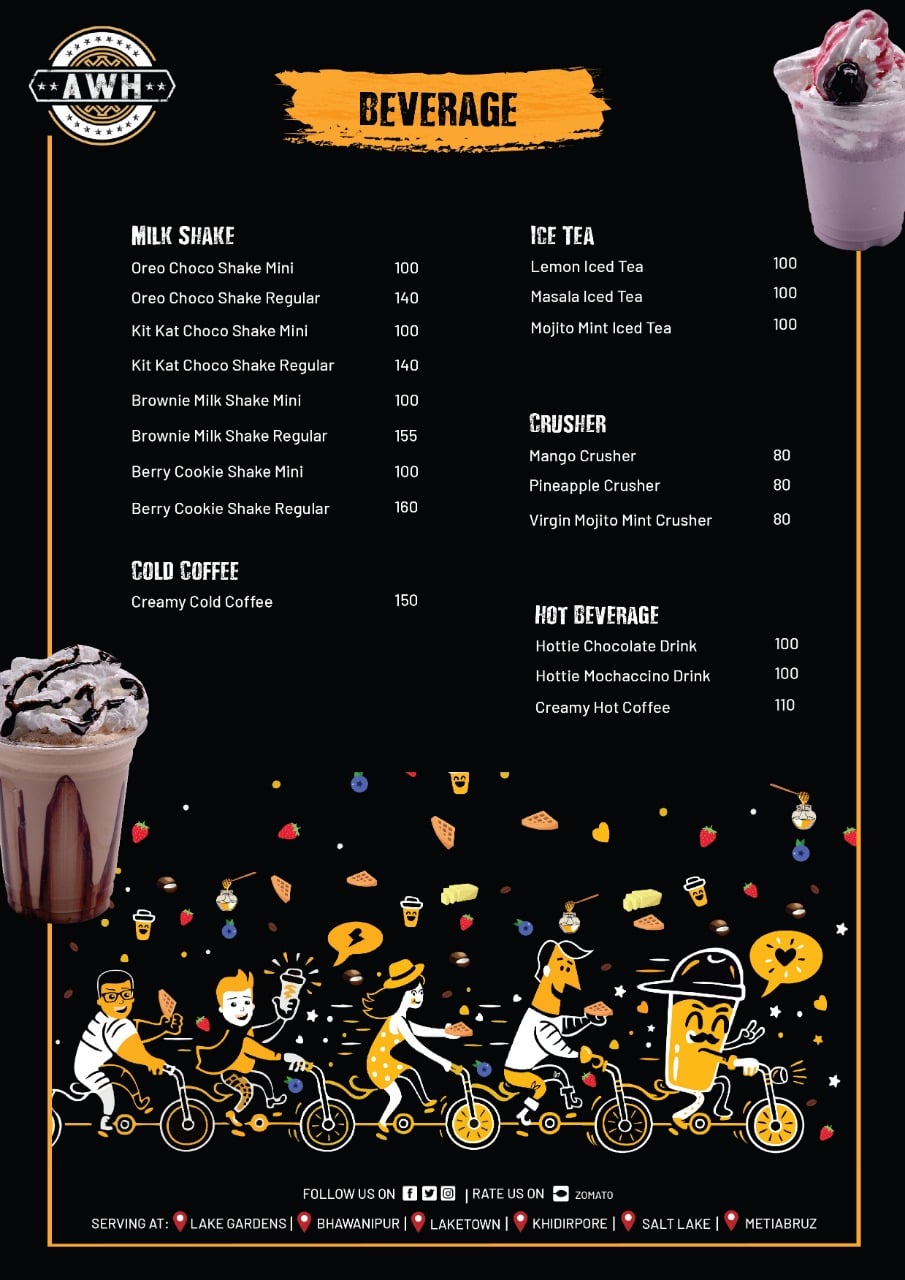 AWH
BEVERAGE
MILK SHAKE
Oreo Choco Shake Mini 100
Oreo Choco Shake Regular 140
Kit Kat Choco Shake Mini 100
Kit Kat Choco Shake Regular 140
Brownie Milk Shake Mini 100
Brownie Milk Shake Regular 155
Berry Cookie Shake Mini 100
Berry Cookie Shake Regular 160
COLD COFFEE
Creamy Cold Coffee 150
ICE TEA
Lemon Iced Tea 100
Masala Iced Tea 100
Mojito Mint Iced Tea 100
CRUSHER
Mango Crusher 80
Pineapple Crusher 80
Virgin Mojito Mint Crusher 80
HOT BEVERAGE
Hottie Chocolate Drink 100
Hottie Mochaccino Drink 100
Creamy Hot Coffee 110
FOLLOW US ON | RATE US ON ZOMATO
SERVING AT: LAKE GARDENS | BHAWANIPUR | LAKETOWN | KHIDIRPORE | SALT LAKE | METIABRUZ